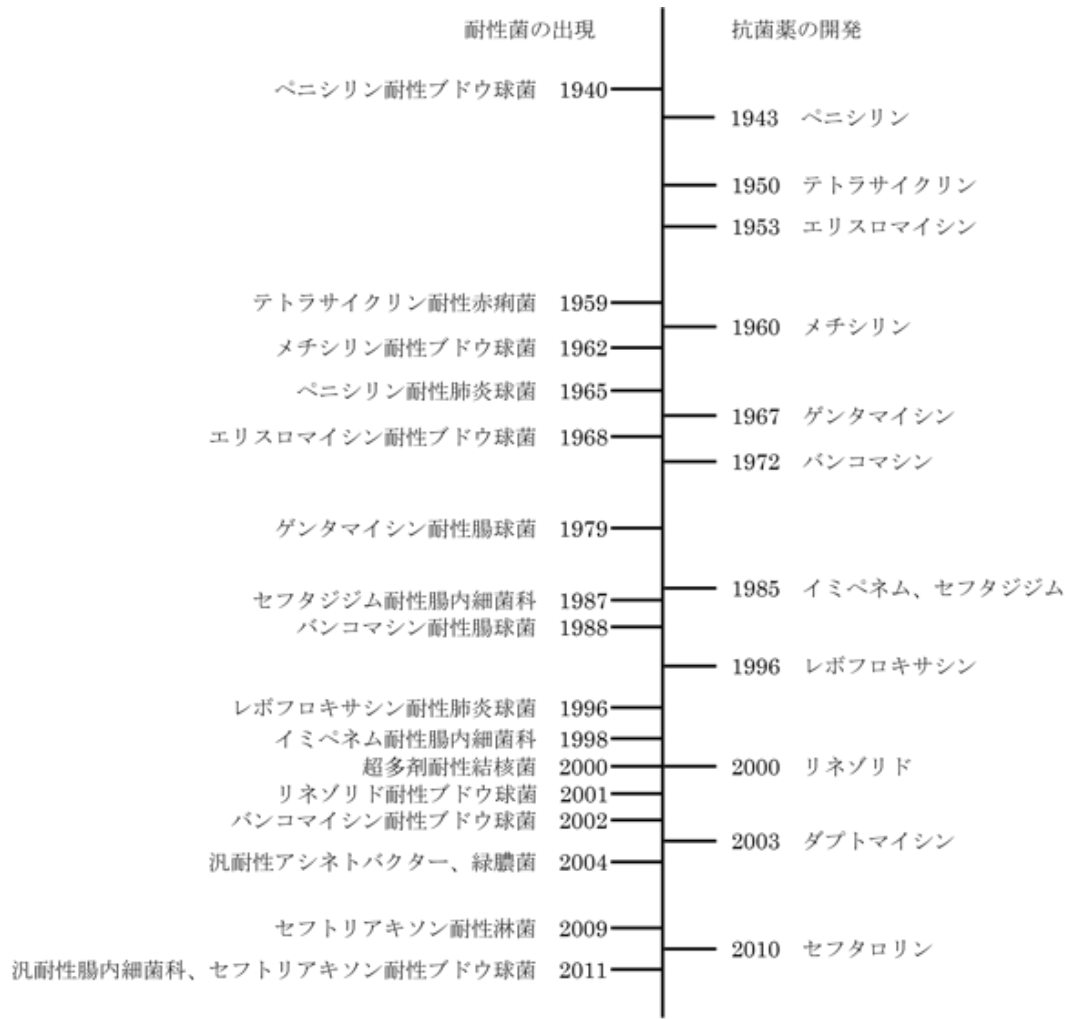 耐性菌の出現 抗菌薬の開発
ペニシリン耐性ブドウ球菌 1940
1943 ペニシリン
1950 テトラサイクリン
1953 エリスロマイシン
テトラサイクリン耐性赤痢菌 1959
1960 メチシリン
メチシリン耐性ブドウ球菌 1962
ペニシリン耐性肺炎球菌 1965
1967 ゲンタマイシン
エリスロマイシン耐性ブドウ球菌 1968
1972 バンコマシン
ゲンタマイシン耐性腸球菌 1979
1985 イミペネム、セフタジジム
セフタジジム耐性腸内細菌科 1987
バンコマシン耐性腸球菌 1988
1996 レボフロキサシン
レボフロキサシン耐性肺炎球菌 1996
イミペネム耐性腸内細菌科 1998
超多剤耐性結核菌 2000 2000 リネゾリド
リネゾリド耐性ブドウ球菌 2001
バンコマイシン耐性ブドウ球菌 2002
2003 ダプトマイシン
汎耐性アシネトバクター、緑膿菌 2004
セフトリアキソン耐性淋菌 2009
2010 セフタロリン
汎耐性腸内細菌科、セフトリアキソン耐性ブドウ球菌 2011